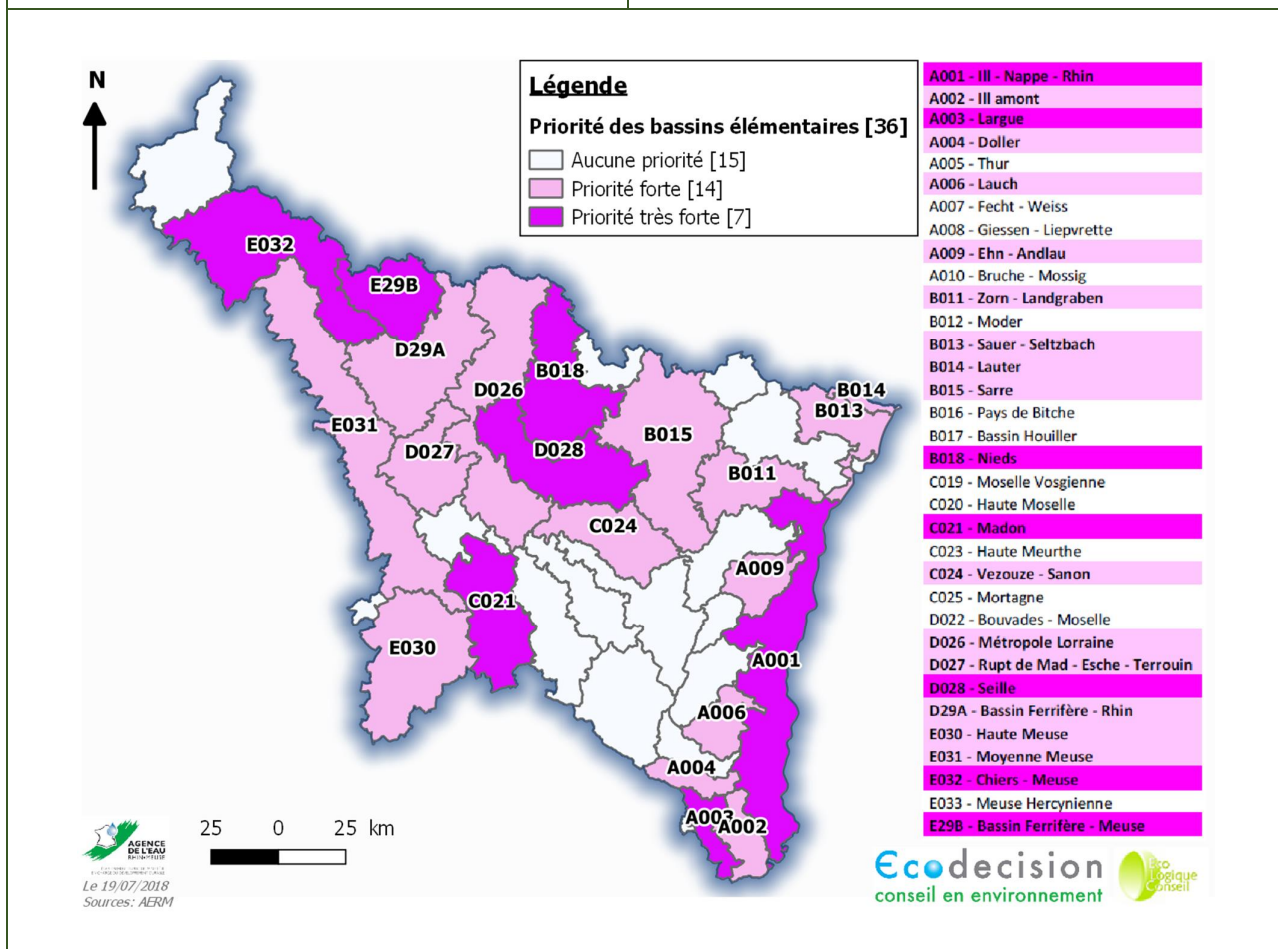 N
Légende
Priorité des bassins élémentaires [36]
Aucune priorité [15]
Priorité forte [14]
Priorité très forte [7]
E032
E29B
D29A
B018
D026
E031
D027
B015
B014
B013
D028
B011
C024
A009
C021
E030
A001
A006
A004
A003
A002
A001 - Ill - Nappe - Rhin
A002 - Ill amont
A003 - Largue
A004 - Doller
A005 - Thur
A006 - Lauch
A007 - Fecht - Weiss
A008 - Giessen - Liepvrette
A009 - Ehn - Andlau
A010 - Bruche - Mossig
B011 - Zorn - Landgraben
B012 - Moder
B013 - Sauer - Seltzbach
B014 - Lauter
B015 - Sarre
B016 - Pays de Bitche
B017 - Bassin Houiller
B018 - Nieds
C019 - Moselle Vosgienne
C020 - Haute Moselle
C021 - Madon
C023 - Haute Meurthe
C024 - Vezouze - Sanon
C025 - Mortagne
D022 - Bouvades - Moselle
D026 - Métropole Lorraine
D027 - Rupt de Mad - Esche - Terrouin
D028 - Seille
D29A - Bassin Ferrifère - Rhin
E030 - Haute Meuse
E031 - Moyenne Meuse
E032 - Chiers - Meuse
E033 - Meuse Hercynienne
E29B - Bassin Ferrifère - Meuse
AGENCE
DE L'EAU
RHIN•MEUSE
Le 19/07/2018
Sources: AERM
25 0 25 km
Ecodecision
conseil en environnement
Eco
Logique
Conseil